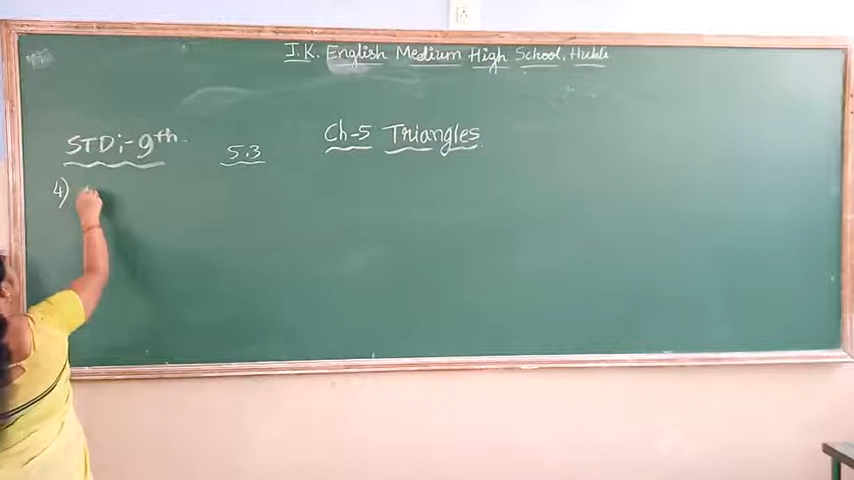 J.K. English Medium High School, Hubli
STD:-9th
5.3
Ch-5 Triangles
4)